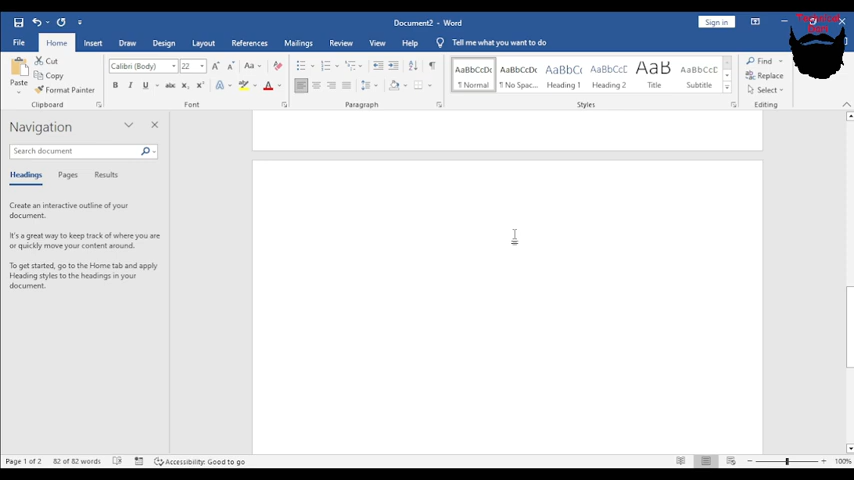 Document2 - Word
Sign in
File Home Insert Draw Design Layout References Mailings Review View Help Tell me what you want to do
Paste
Cut
Copy
Format Painter
Clipboard
Calibri (Body) 22
Font
Paragraph
AaBbCcDc AaBbCcDc AaBbCc AaBbCcC AaB AaBbCcD
¶ Normal ¶ No Spac... Heading 1 Heading 2 Title Subtitle
Styles
Find
Replace
Select
Editing
Navigation
Search document
Headings Pages Results
Create an interactive outline of your
document.
It's a great way to keep track of where you are
or quickly move your content around.
To get started, go to the Home tab and apply
Heading styles to the headings in your
document.
Page 1 of 2 82 of 82 words Accessibility: Good to go
100%